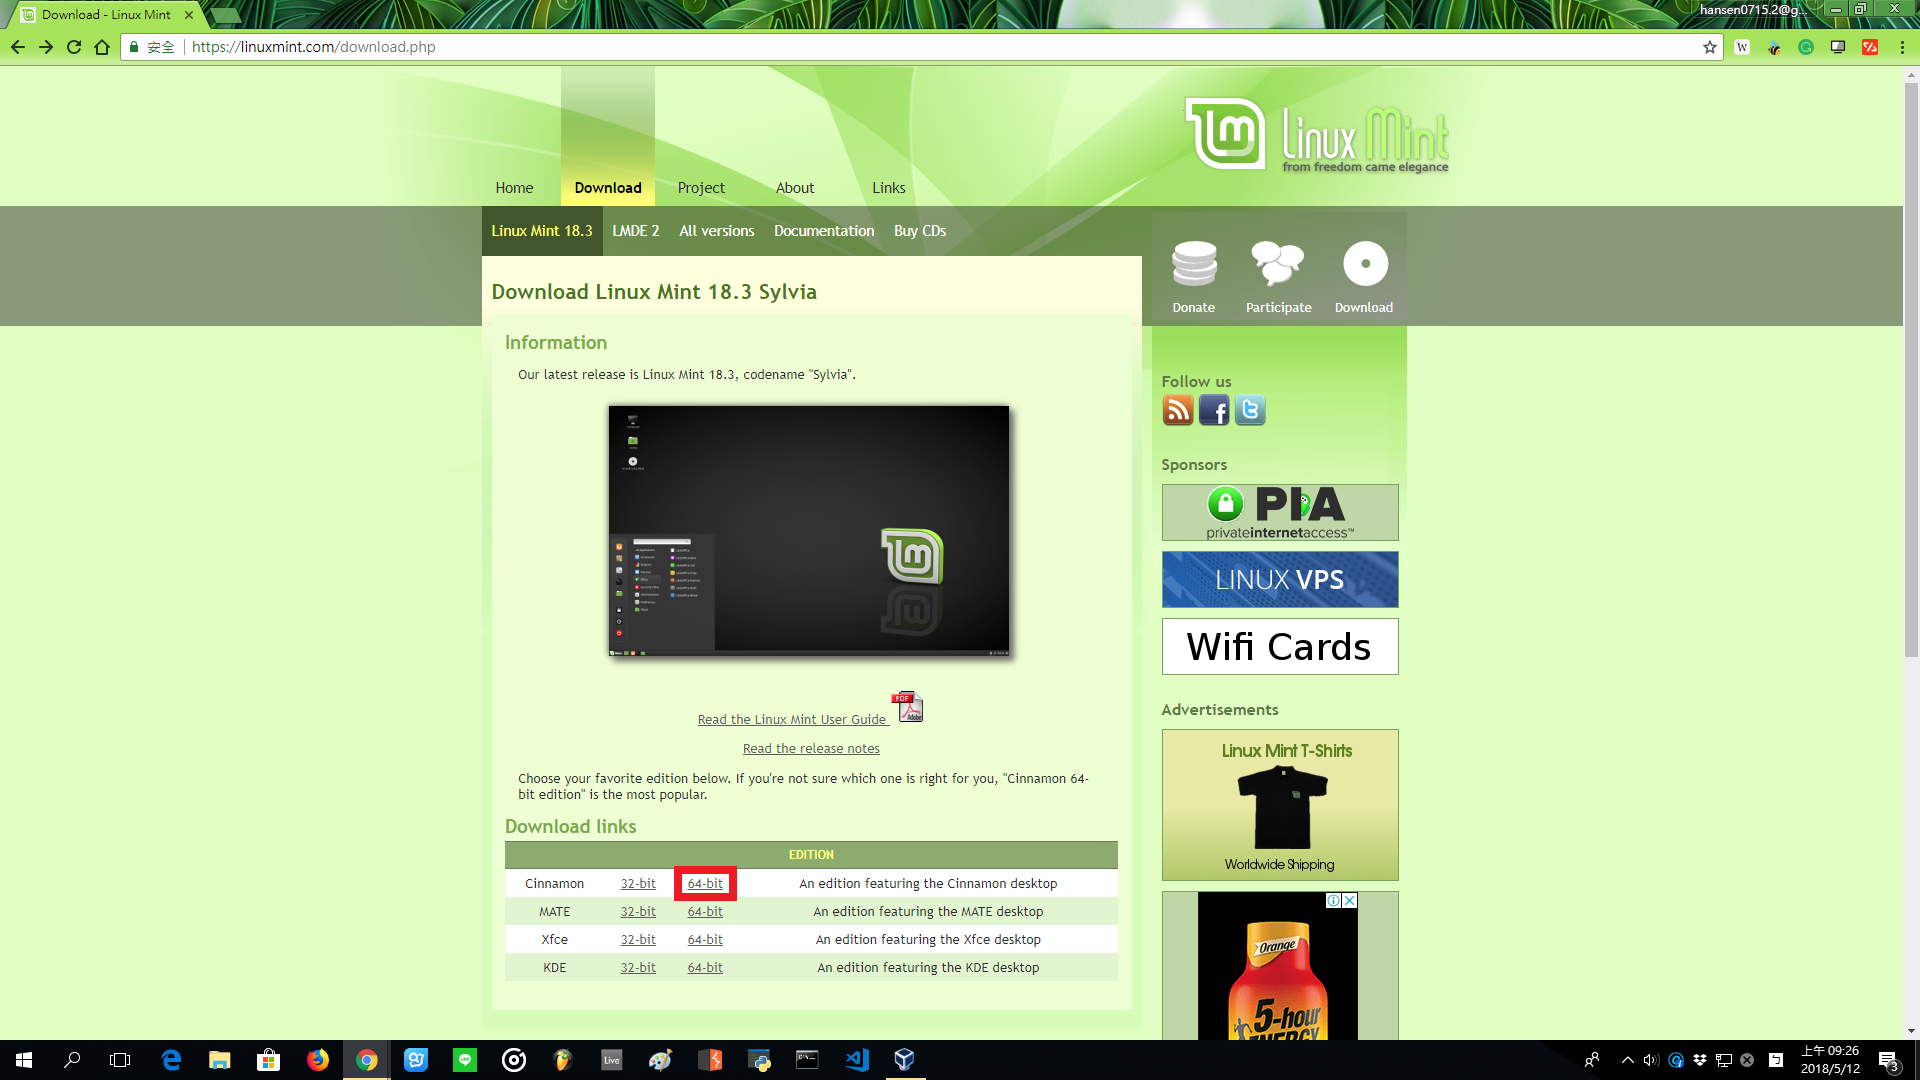 Download - Linux Mint
hansen0715.2@g...
安全
https://linuxmint.com/download.php
W
Linux Mint
from freedom came elegance
Home
Download
Project
About
Links
Linux Mint 18.3
LMDE 2
All versions
Documentation
Buy CDs
Donate
Participate
Download
Download Linux Mint 18.3 Sylvia
Information
Our latest release is Linux Mint 18.3, codename "Sylvia".
Read the Linux Mint User Guide
PDF
Adobe
Read the release notes
Choose your favorite edition below. If you're not sure which one is right for you, "Cinnamon 64-
bit edition" is the most popular.
Download links
EDITION
Cinnamon 32-bit 64-bit An edition featuring the Cinnamon desktop
MATE 32-bit 64-bit An edition featuring the MATE desktop
Xfce 32-bit 64-bit An edition featuring the Xfce desktop
KDE 32-bit 64-bit An edition featuring the KDE desktop
Follow us
Sponsors
PIA
privateinternetaccess™
LINUX VPS
Wifi Cards
Advertisements
Linux Mint T-Shirts
Worldwide Shipping
Orange
5-hour
ENERGY
Live
上午 09:26
2018/5/12
3